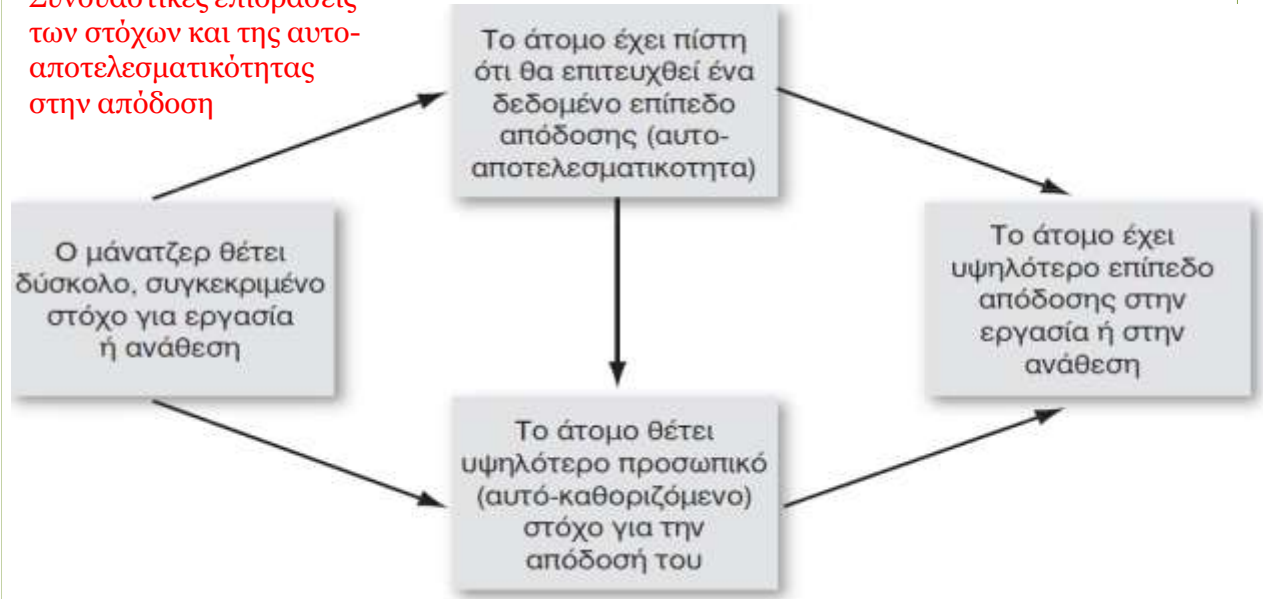 Συνδυαστικές επιδράσεις
των στόχων και της αυτο-
αποτελεσματικότητας
στην απόδοση
Το άτομο έχει πίστη
ότι θα επιτευχθεί ένα
δεδομένο επίπεδο
απόδοσης (αυτο-
αποτελεσματικοτητα)
Ο μάνατζερ θέτει
δύσκολο, συγκεκριμένο
στόχο για εργασία
ή ανάθεση
Το άτομο έχει
υψηλότερο επίπεδο
απόδοσης στην
εργασία ή στην
ανάθεση
Το άτομο θέτει
υψηλότερο προσωπικό
(αυτό-καθοριζόμενο)
στόχο για την
απόδοσή του